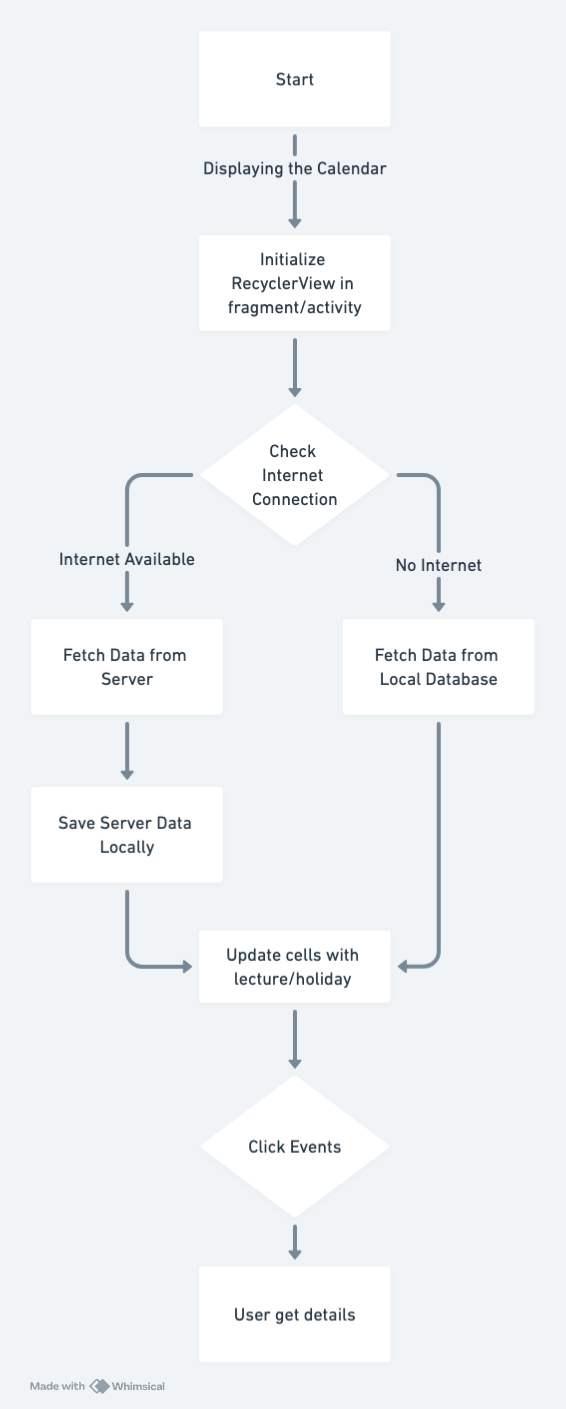 Start
Displaying the Calendar
Initialize
RecyclerView in
fragment/activity
Check
Internet
Connection
Internet Available
No Internet
Fetch Data from
Server
Fetch Data from
Local Database
Save Server Data
Locally
Update cells with
lecture/holiday
Click Events
User get details
Made with Whimsical